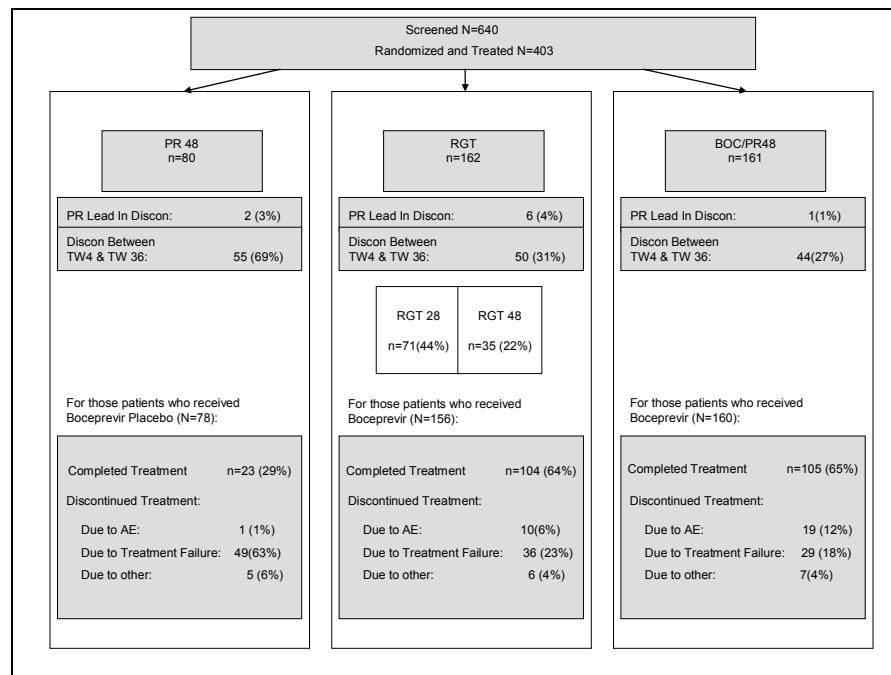 Screened N=640
Randomized and Treated N=403
PR 48
n=80
PR Lead In Discon: 2 (3%)
Discon Between
TW4 & TW 36: 55 (69%)
For those patients who received
Boceprevir Placebo (N=78):
Completed Treatment n=23 (29%)
Discontinued Treatment:
Due to AE: 1 (1%)
Due to Treatment Failure: 49(63%)
Due to other: 5 (6%)
RGT
n=162
PR Lead In Discon: 6 (4%)
Discon Between
TW4 & TW 36: 50 (31%)
RGT 28
n=71(44%)
RGT 48
n=35 (22%)
For those patients who received
Boceprevir (N=156):
Completed Treatment n=104 (64%)
Discontinued Treatment:
Due to AE: 10(6%)
Due to Treatment Failure: 36 (23%)
Due to other: 6 (4%)
BOC/PR48
n=161
PR Lead In Discon: 1(1%)
Discon Between
TW4 & TW 36: 44(27%)
For those patients who received
Boceprevir (N=160):
Completed Treatment n=105 (65%)
Discontinued Treatment:
Due to AE: 19 (12%)
Due to Treatment Failure: 29 (18%)
Due to other: 7(4%)